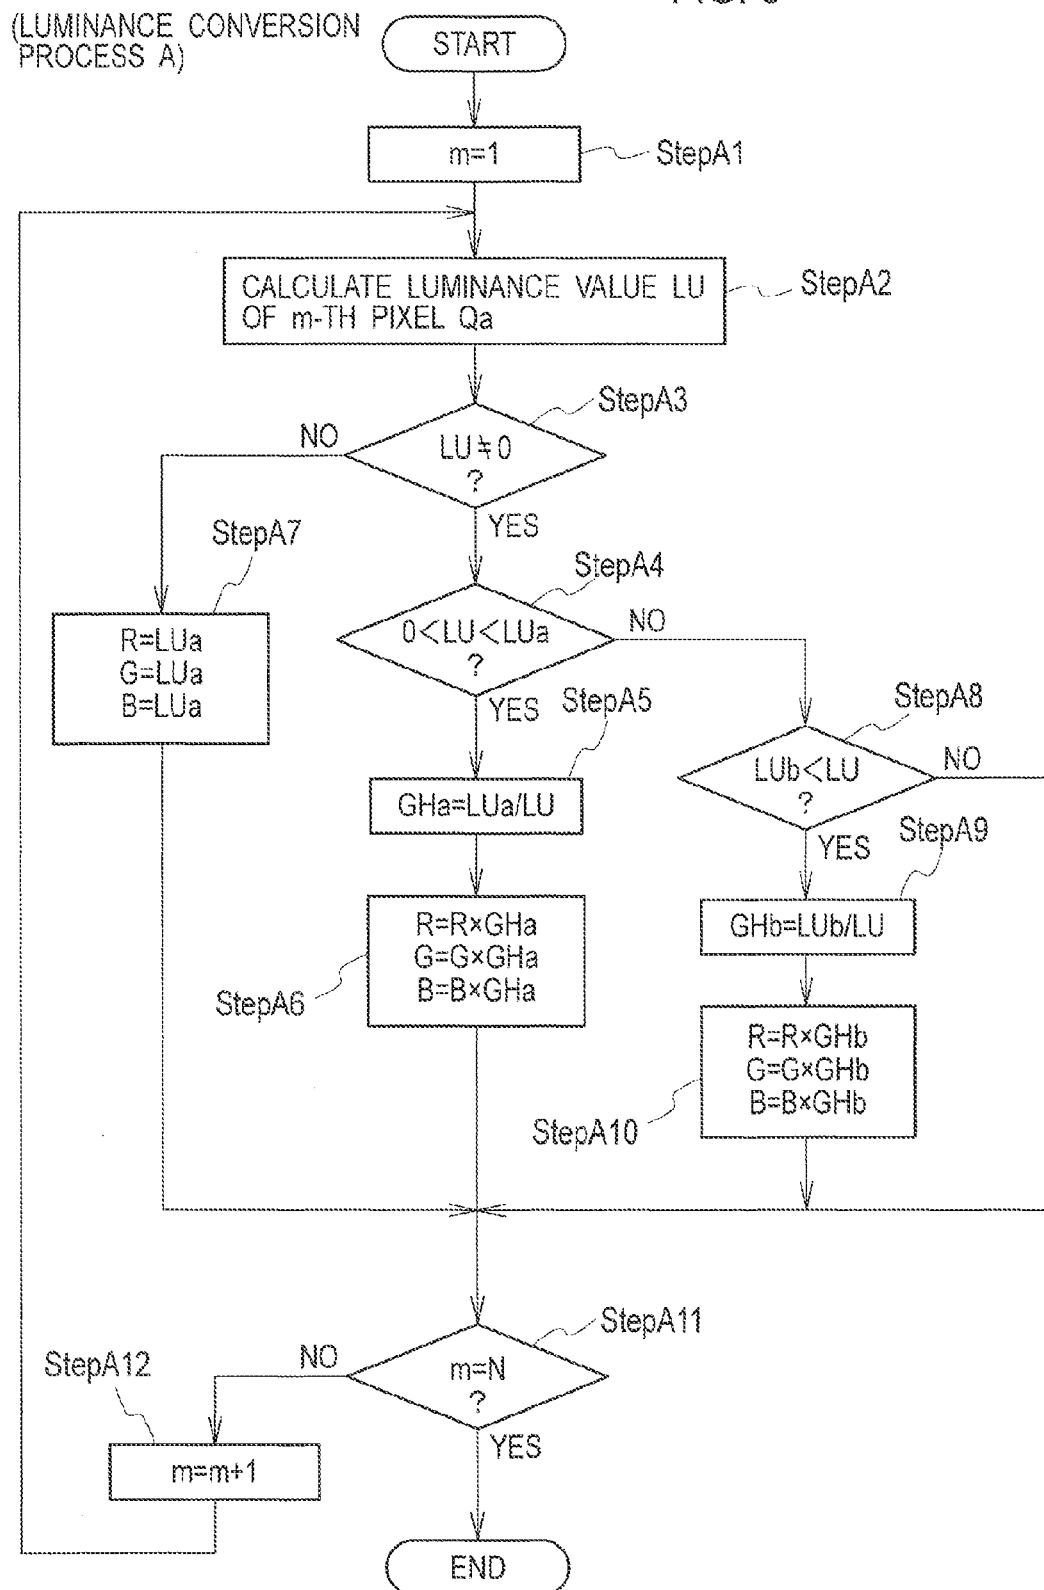 (LUMINANCE CONVERSION
PROCESS A)
START
m=1
StepA1
CALCULATE LUMINANCE VALUE LU
OF m-TH PIXEL Qa
StepA2
StepA3
LU≠0
?
NO
YES
StepA7
R=LUa
G=LUa
B=LUa
StepA4
0<LU<LUa
?
NO
YES
StepA5
GHa=LUa/LU
StepA8
LUb<LU
?
NO
YES
StepA9
GHb=LUb/LU
R=R×GHa
G=G×GHa
B=B×GHa
StepA6
R=R×GHb
G=G×GHb
B=B×GHb
StepA10
StepA11
m=N
?
NO
YES
StepA12
m=m+1
END